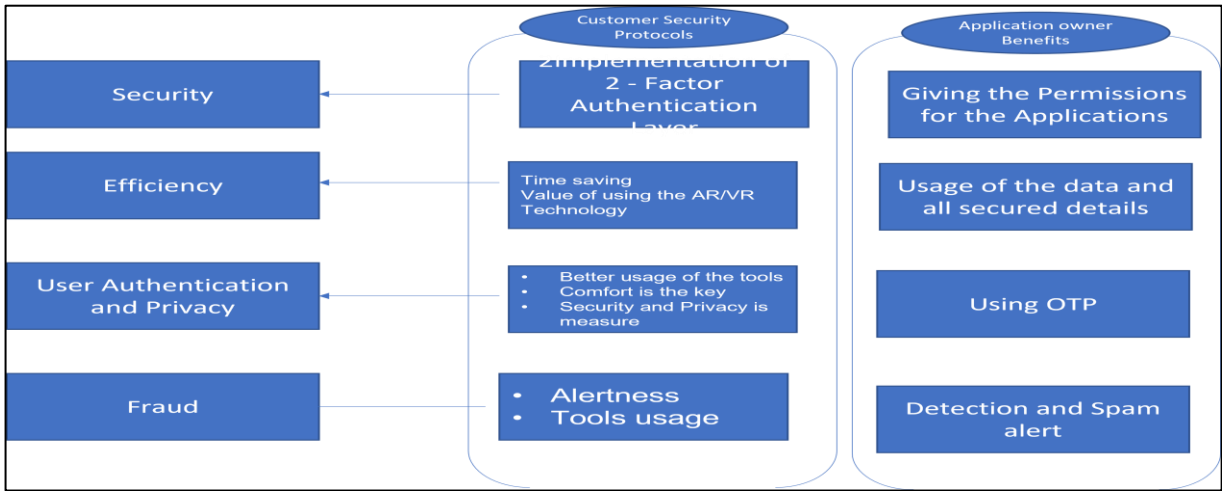 Customer Security
Protocols
Application owner
Benefits
Security
2Implementation of
2 - Factor
Authentication
Layer
Giving the Permissions
for the Applications
Efficiency
Time saving
Value of using the AR/VR
Technology
Usage of the data and
all secured details
User Authentication
and Privacy
• Better usage of the tools
• Comfort is the key
• Security and Privacy is
measure
Using OTP
Fraud
• Alertness
• Tools usage
Detection and Spam
alert